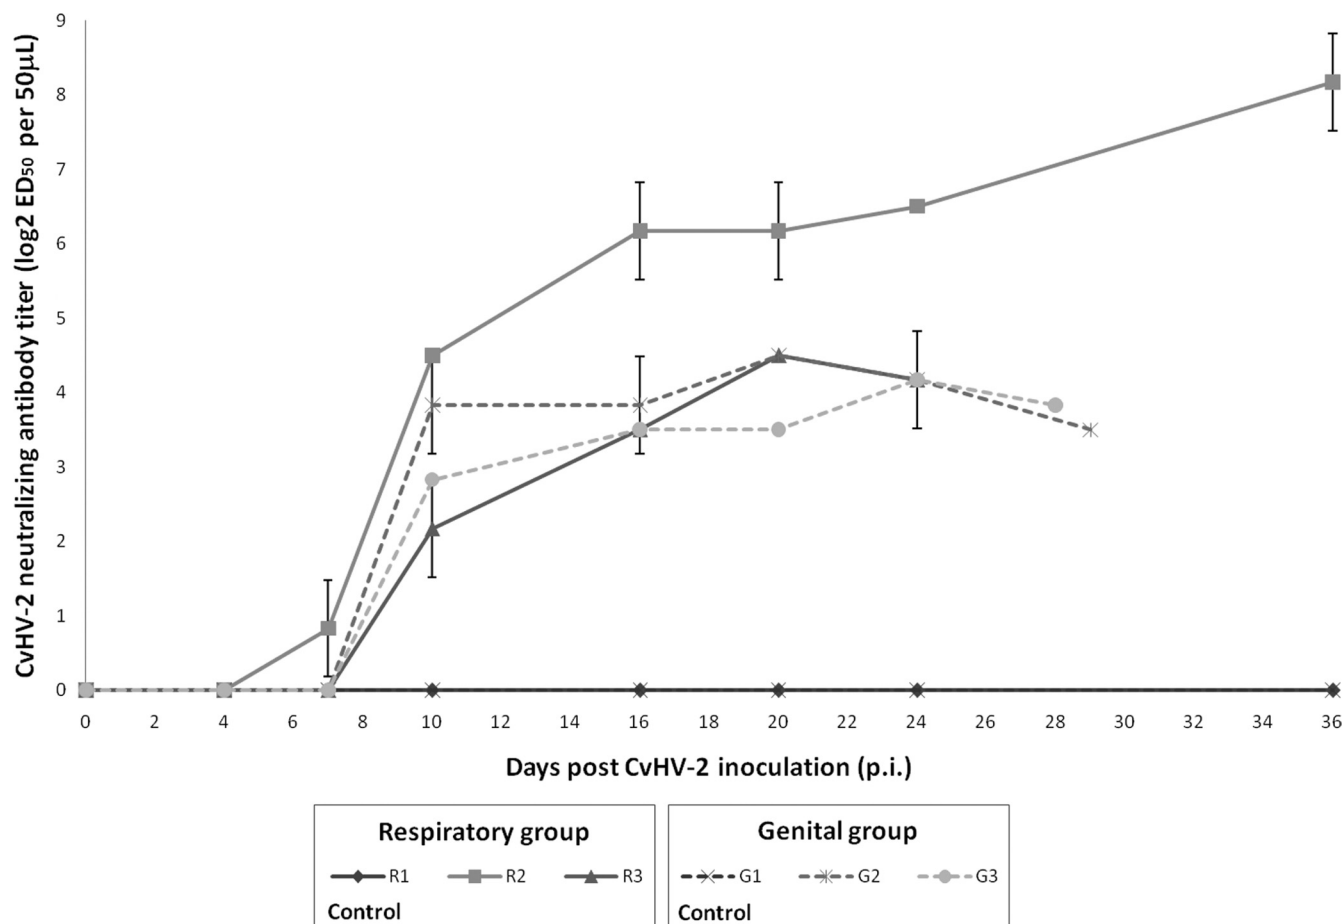 CvHV-2 neutralizing antibody titer (log2 ED₅₀ per 50µL)
9
8
7
6
5
4
3
2
1
0
0 2 4 6 8 10 12 14 16 18 20 22 24 26 28 30 32 34 36
Days post CvHV-2 inoculation (p.i.)
Respiratory group
R1 R2 R3
Control
Genital group
G1 G2 G3
Control